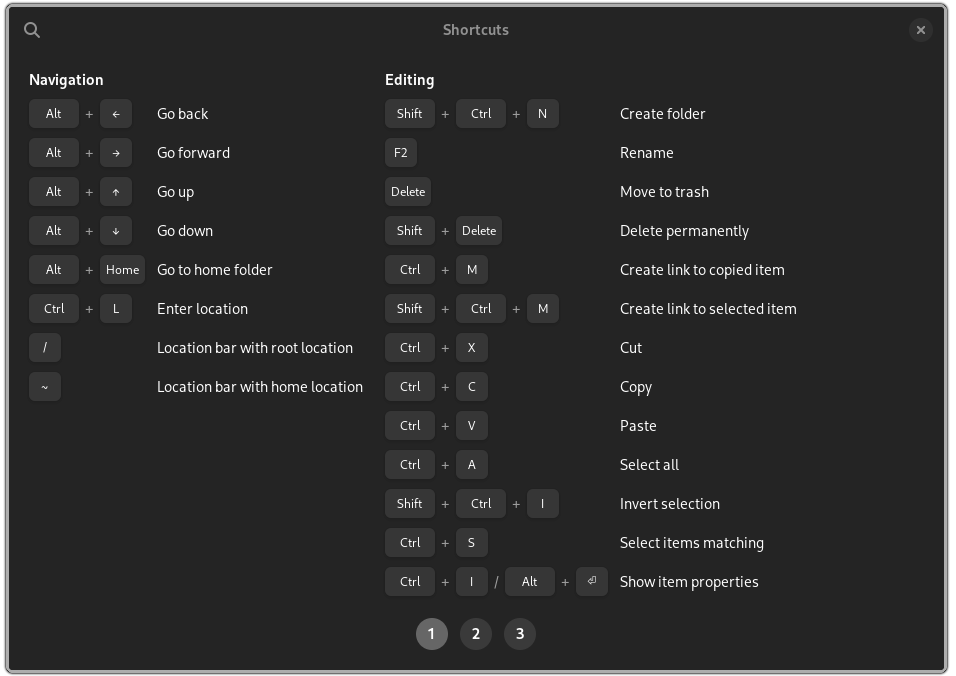 Shortcuts
Navigation
Alt + ← Go back
Alt + → Go forward
Alt + ↑ Go up
Alt + ↓ Go down
Alt + Home Go to home folder
Ctrl + L Enter location
/ Location bar with root location
~ Location bar with home location
Editing
Shift + Ctrl + N Create folder
F2 Rename
Delete Move to trash
Shift + Delete Delete permanently
Ctrl + M Create link to copied item
Shift + Ctrl + M Create link to selected item
Ctrl + X Cut
Ctrl + C Copy
Ctrl + V Paste
Ctrl + A Select all
Shift + Ctrl + I Invert selection
Ctrl + S Select items matching
Ctrl + I / Alt + ⏎ Show item properties
1 2 3